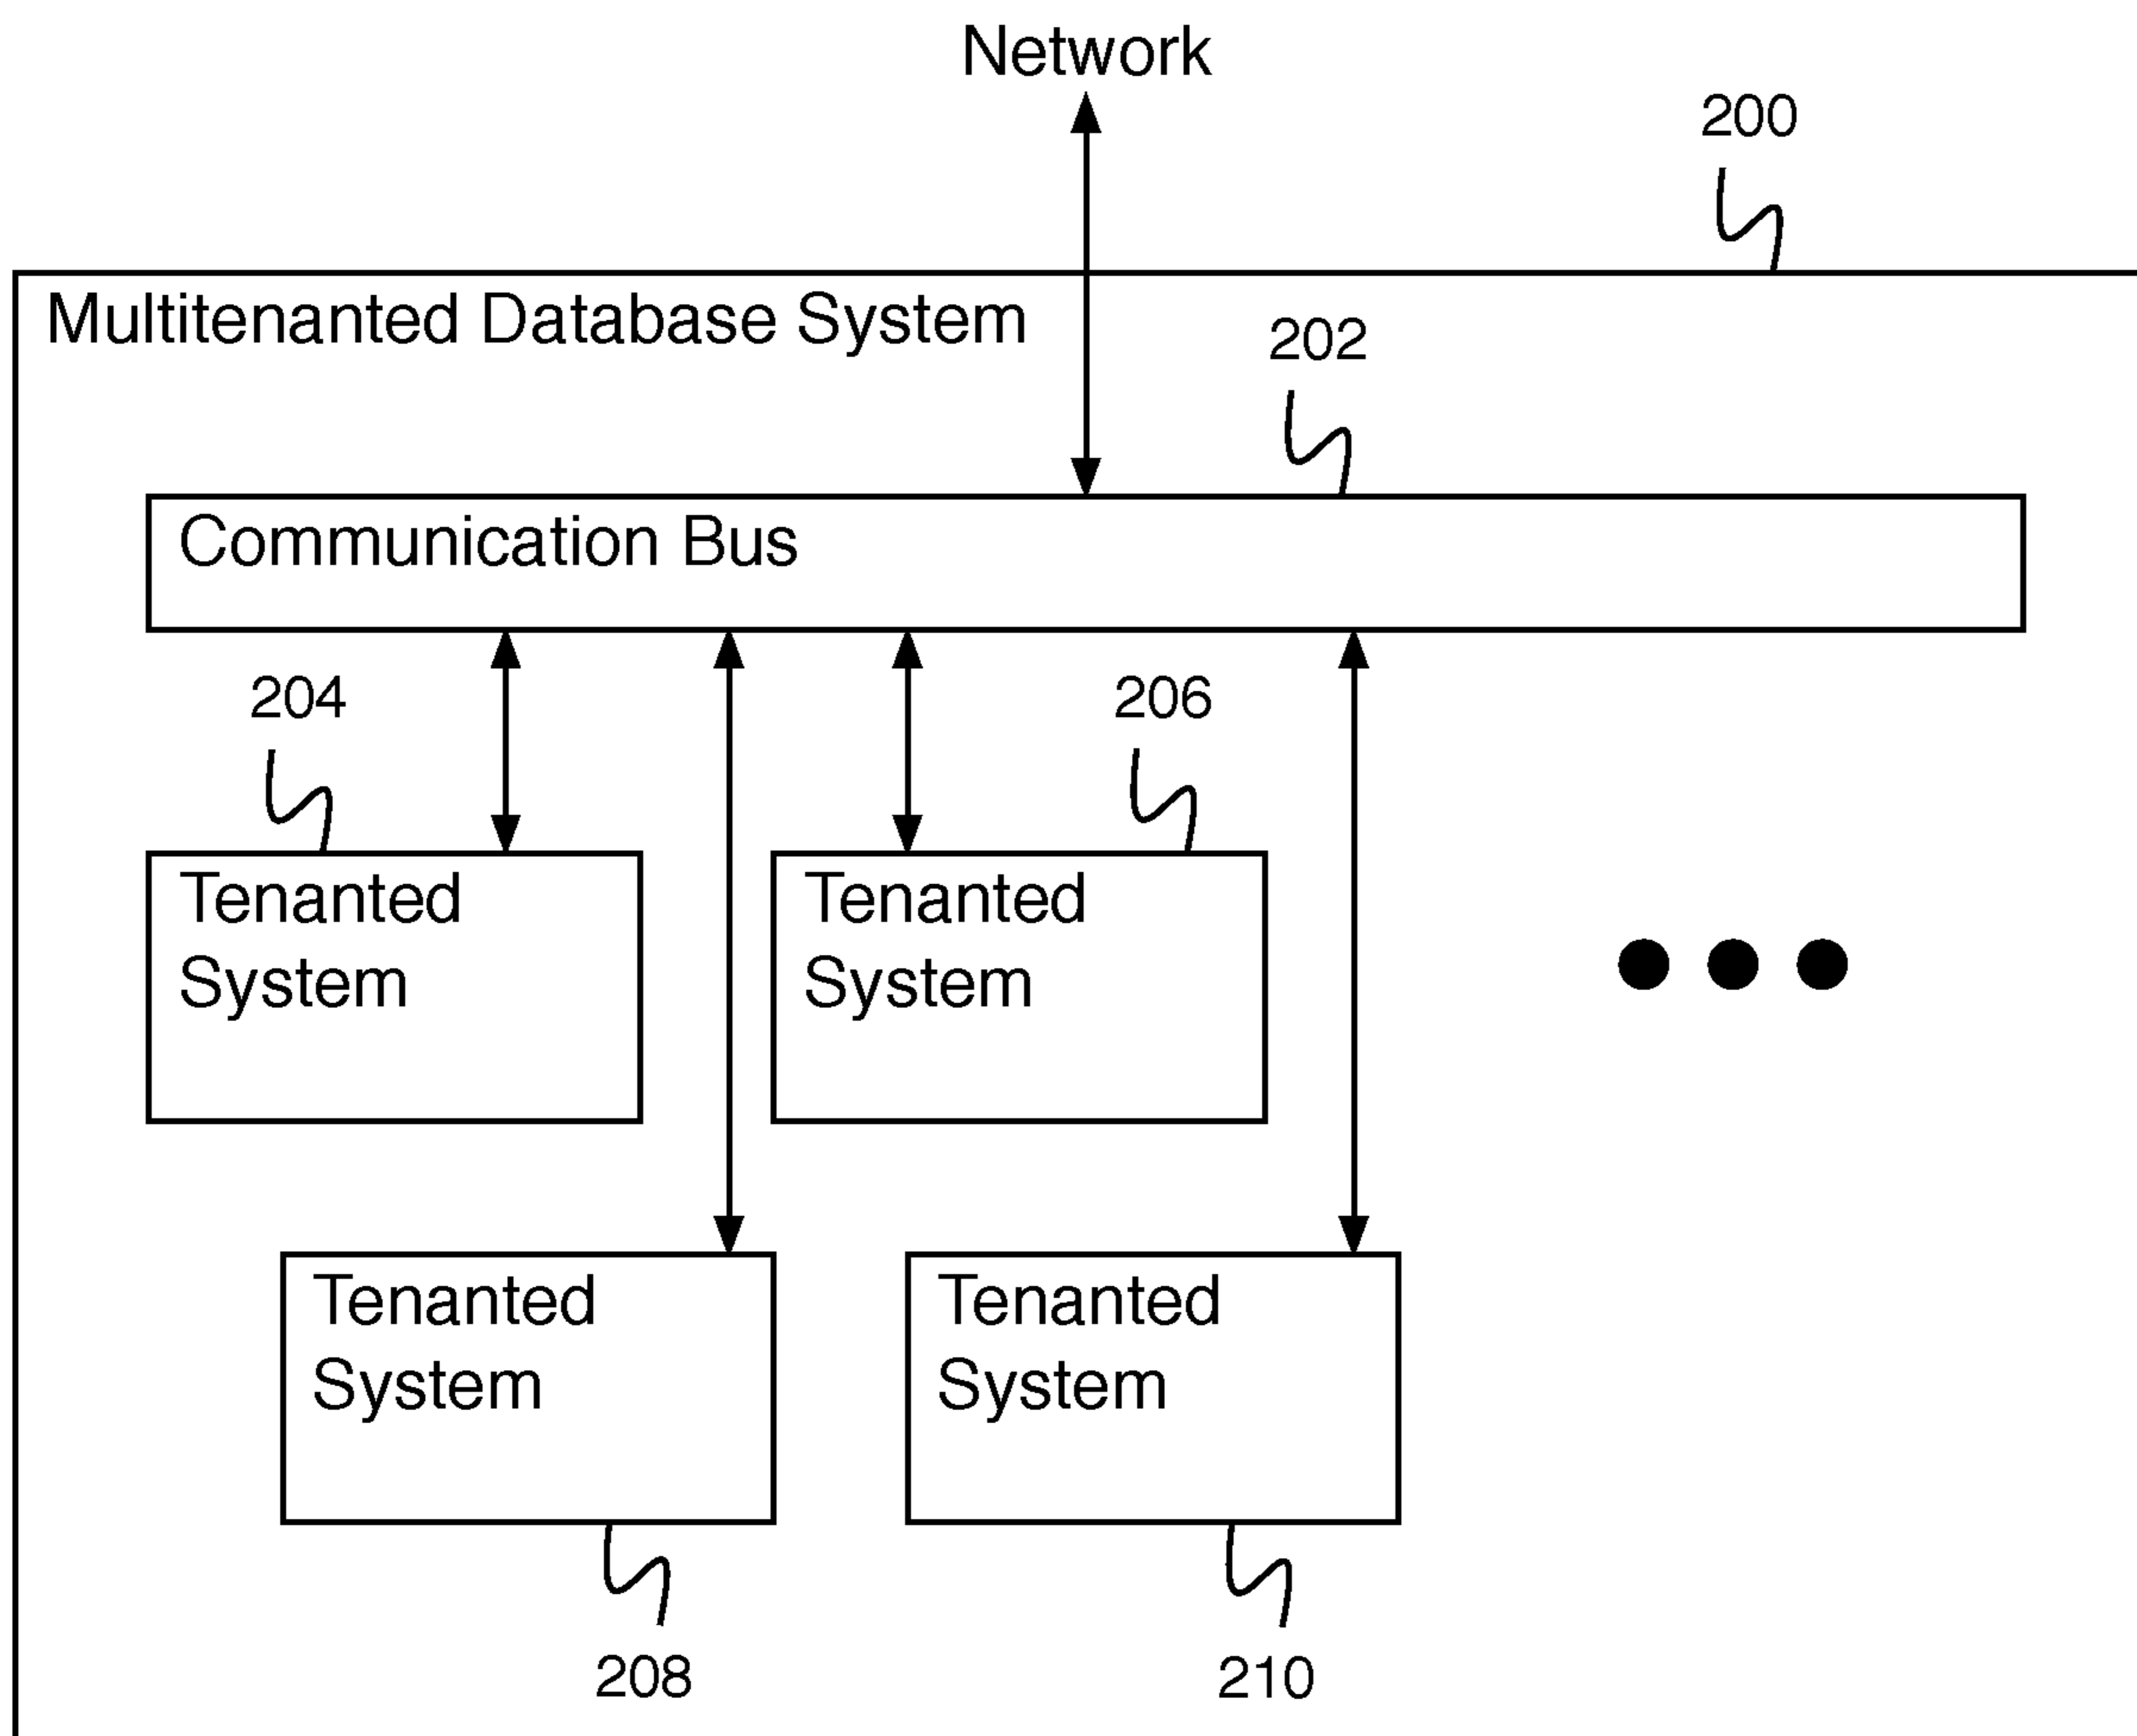 Network
200
Multitenanted Database System
202
Communication Bus
204
206
Tenanted
System
Tenanted
System
Tenanted
System
Tenanted
System
208
210